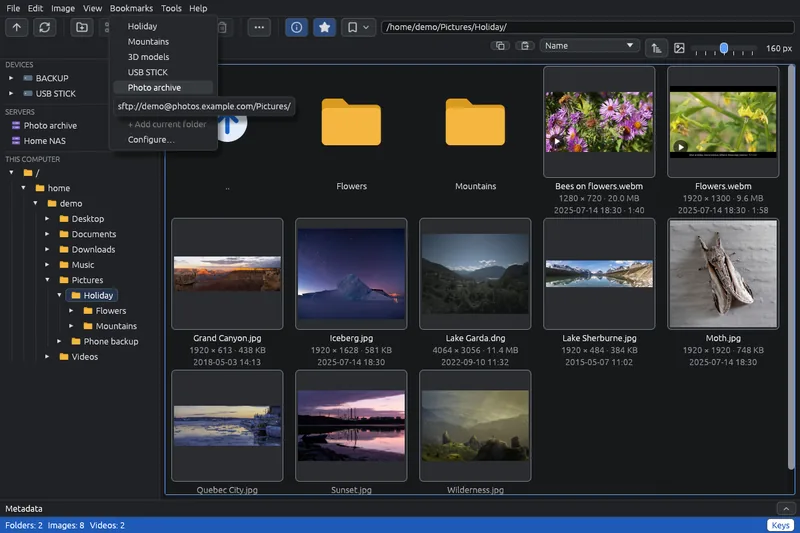 File Edit Image View Bookmarks Tools Help
Holiday
Mountains
3D models
USB STICK
Photo archive
sftp://demo@photos.example.com/Pictures/
+ Add current folder
Configure...
/home/demo/Pictures/Holiday/
Name
160 px
DEVICES
BACKUP
USB STICK
SERVERS
Photo archive
Home NAS
THIS COMPUTER
/
home
demo
Desktop
Documents
Downloads
Music
Pictures
Holiday
Flowers
Mountains
Phone backup
Videos
..
Flowers
Mountains
Bees on flowers.webm
1280 × 720 · 20.0 MB
2025-07-14 18:30 · 1:40
Flowers.webm
1920 × 1300 · 9.6 MB
2025-07-14 18:30 · 1:58
Grand Canyon.jpg
1920 × 613 · 438 KB
2018-05-03 14:13
Iceberg.jpg
1920 × 1628 · 581 KB
2025-07-14 18:30
Lake Garda.dng
4064 × 3056 · 11.4 MB
2022-09-10 11:32
Lake Sherburne.jpg
1920 × 484 · 384 KB
2015-05-07 11:02
Moth.jpg
1920 × 1920 · 748 KB
2025-07-14 18:30
Quebec City.jpg
Sunset.jpg
Wilderness.jpg
Metadata
Folders: 2 Images: 8 Videos: 2
Keys